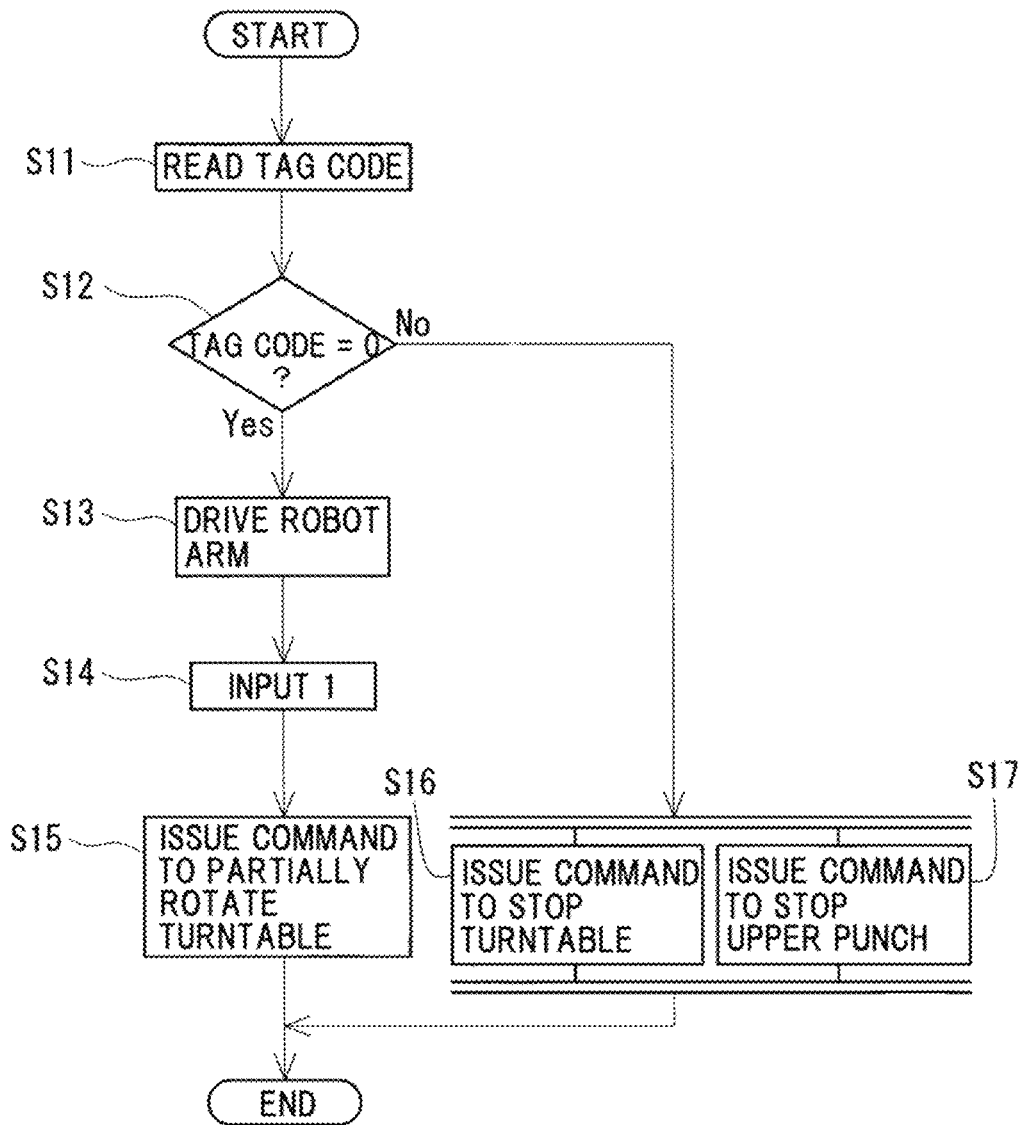 START
S11
READ TAG CODE
S12
No
TAG CODE = 0
?
Yes
S13
DRIVE ROBOT
ARM
S14
INPUT 1
S15
ISSUE COMMAND
TO PARTIALLY
ROTATE
TURNTABLE
S16
ISSUE COMMAND
TO STOP
TURNTABLE
S17
ISSUE COMMAND
TO STOP
UPPER PUNCH
END